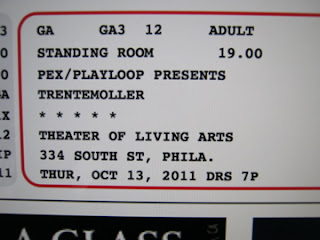 GA GA3 12 ADULT
STANDING ROOM 19.00
PEX/PLAYLOOP PRESENTS
TRENTEMOLLER
* * * * *
THEATER OF LIVING ARTS
334 SOUTH ST, PHILA.
THUR, OCT 13, 2011 DRS 7P